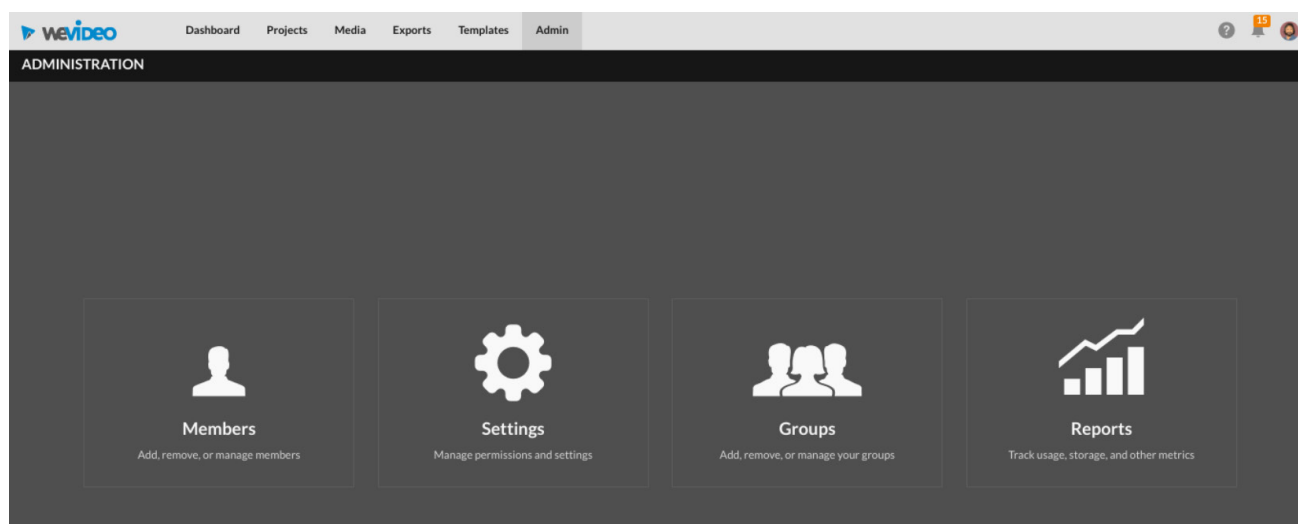 WeVideo Dashboard Projects Media Exports Templates Admin ? 15
ADMINISTRATION
Members Settings Groups Reports
Add, remove, or manage members Manage permissions and settings Add, remove, or manage your groups Track usage, storage, and other metrics